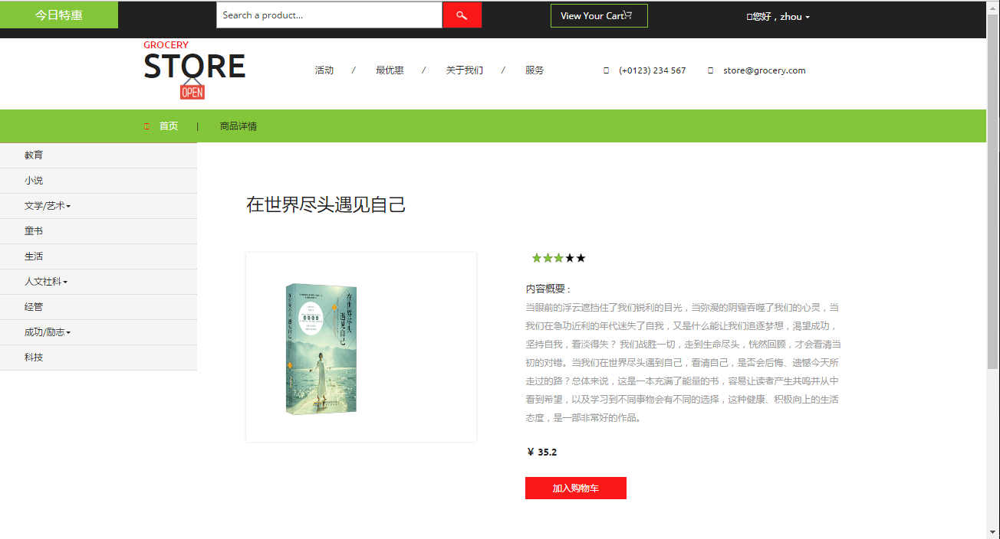 今日特惠
Search a product...
View Your Cart
您好，zhou
GROCERY
STORE
OPEN
活动 / 最优惠 / 关于我们 / 服务
(+0123) 234 567
store@grocery.com
首页 | 商品详情
教育
小说
文学/艺术
童书
生活
人文社科
经管
成功/励志
科技
在世界尽头遇见自己
在世界尽头
遇见自己
内容概要 :
当眼前的浮云遮挡住了我们锐利的目光，当弥漫的阴霾吞噬了我们的心灵，当
我们在急功近利的年代迷失了自我，又是什么能让我们追逐梦想，渴望成功，
坚持自我，看淡得失？ 我们战胜一切，走到生命尽头，恍然回顾，才会看清当
初的对错。当我们在世界尽头遇到自己，看清自己，是否会后悔、遗憾今天所
走过的路？总体来说，这是一本充满了能量的书，容易让读者产生共鸣并从中
看到希望，以及学习到不同事物会有不同的选择，这种健康、积极向上的生活
态度，是一部非常好的作品。
￥ 35.2
加入购物车